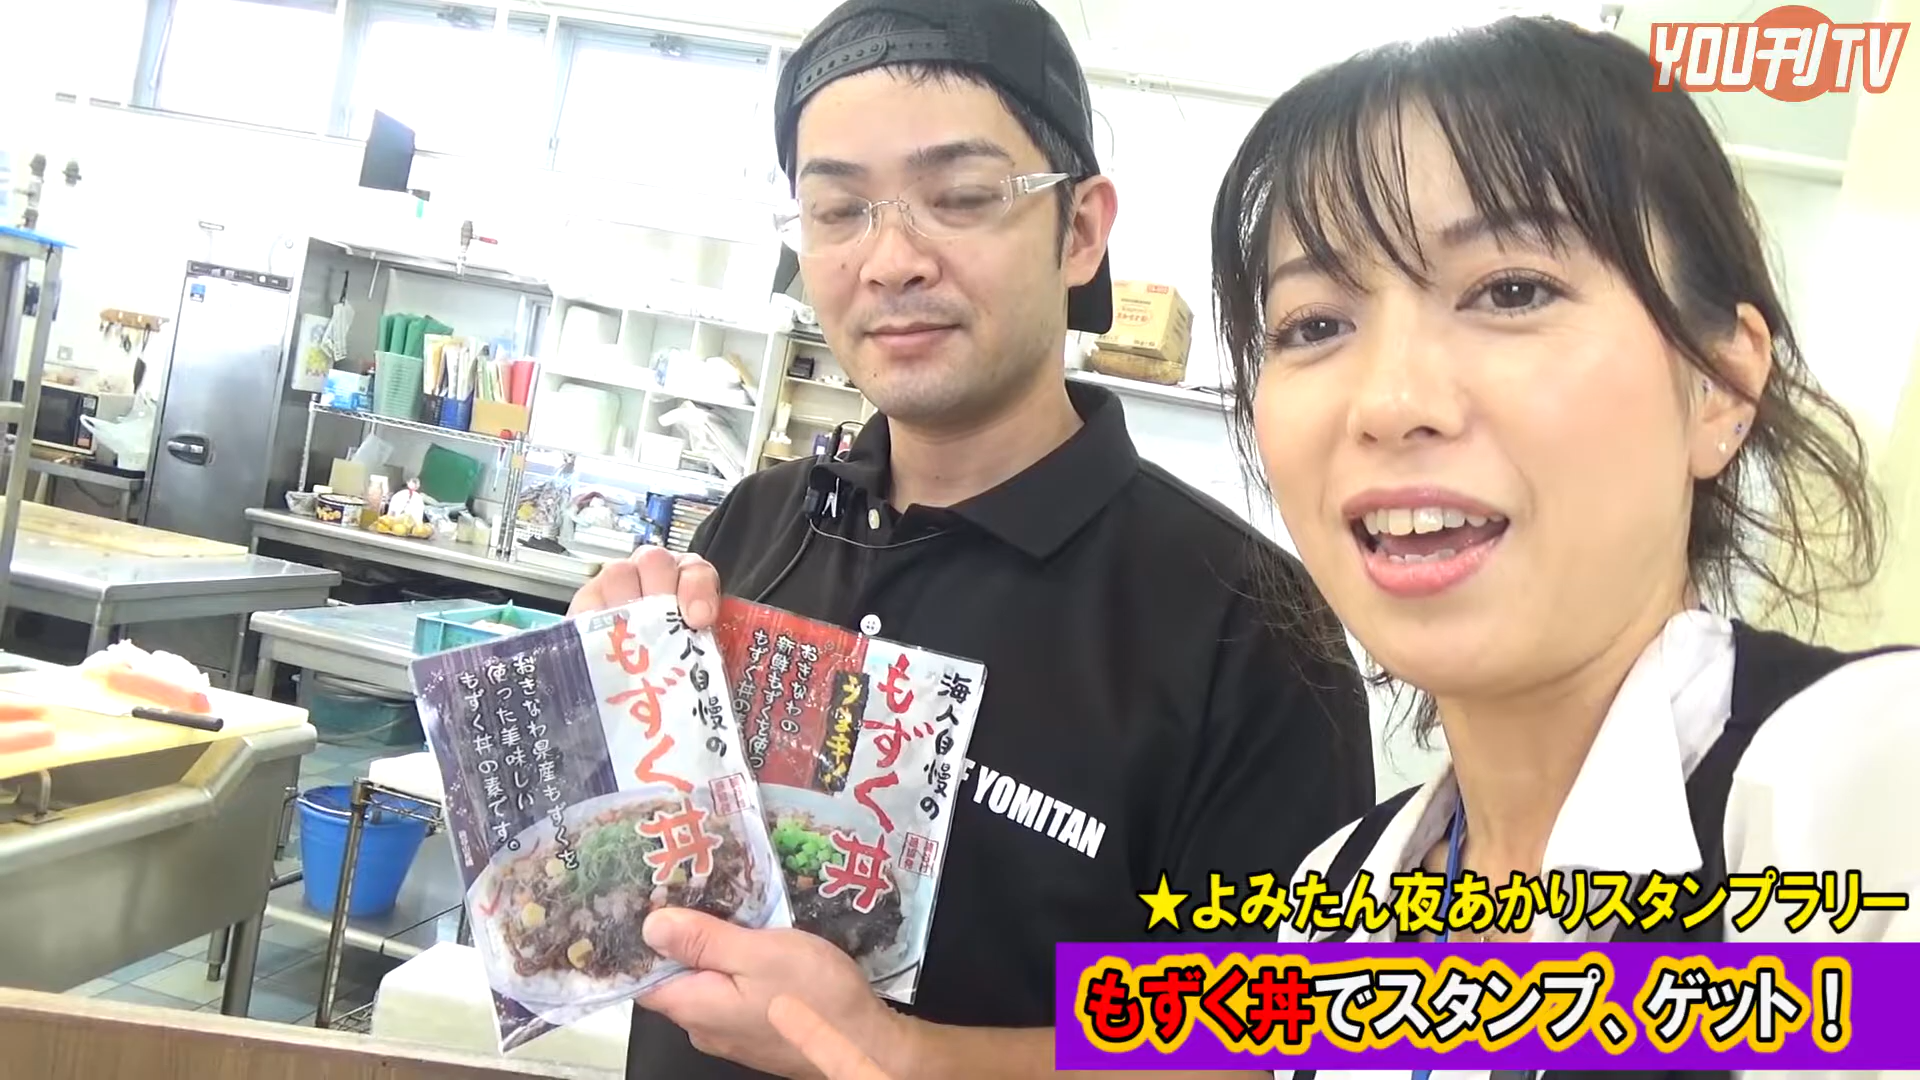 YOU刊TV
海人自慢の
もずく丼
おきなわ県産もずくを
使った美味しい
もずく丼の素です。
海人自慢の
もずく丼
うま辛い
おきなわの
新鮮もずくを使っ
もずく丼の
YOMITAN
★よみたん夜あかりスタンプラリー
もずく丼でスタンプ、ゲット！